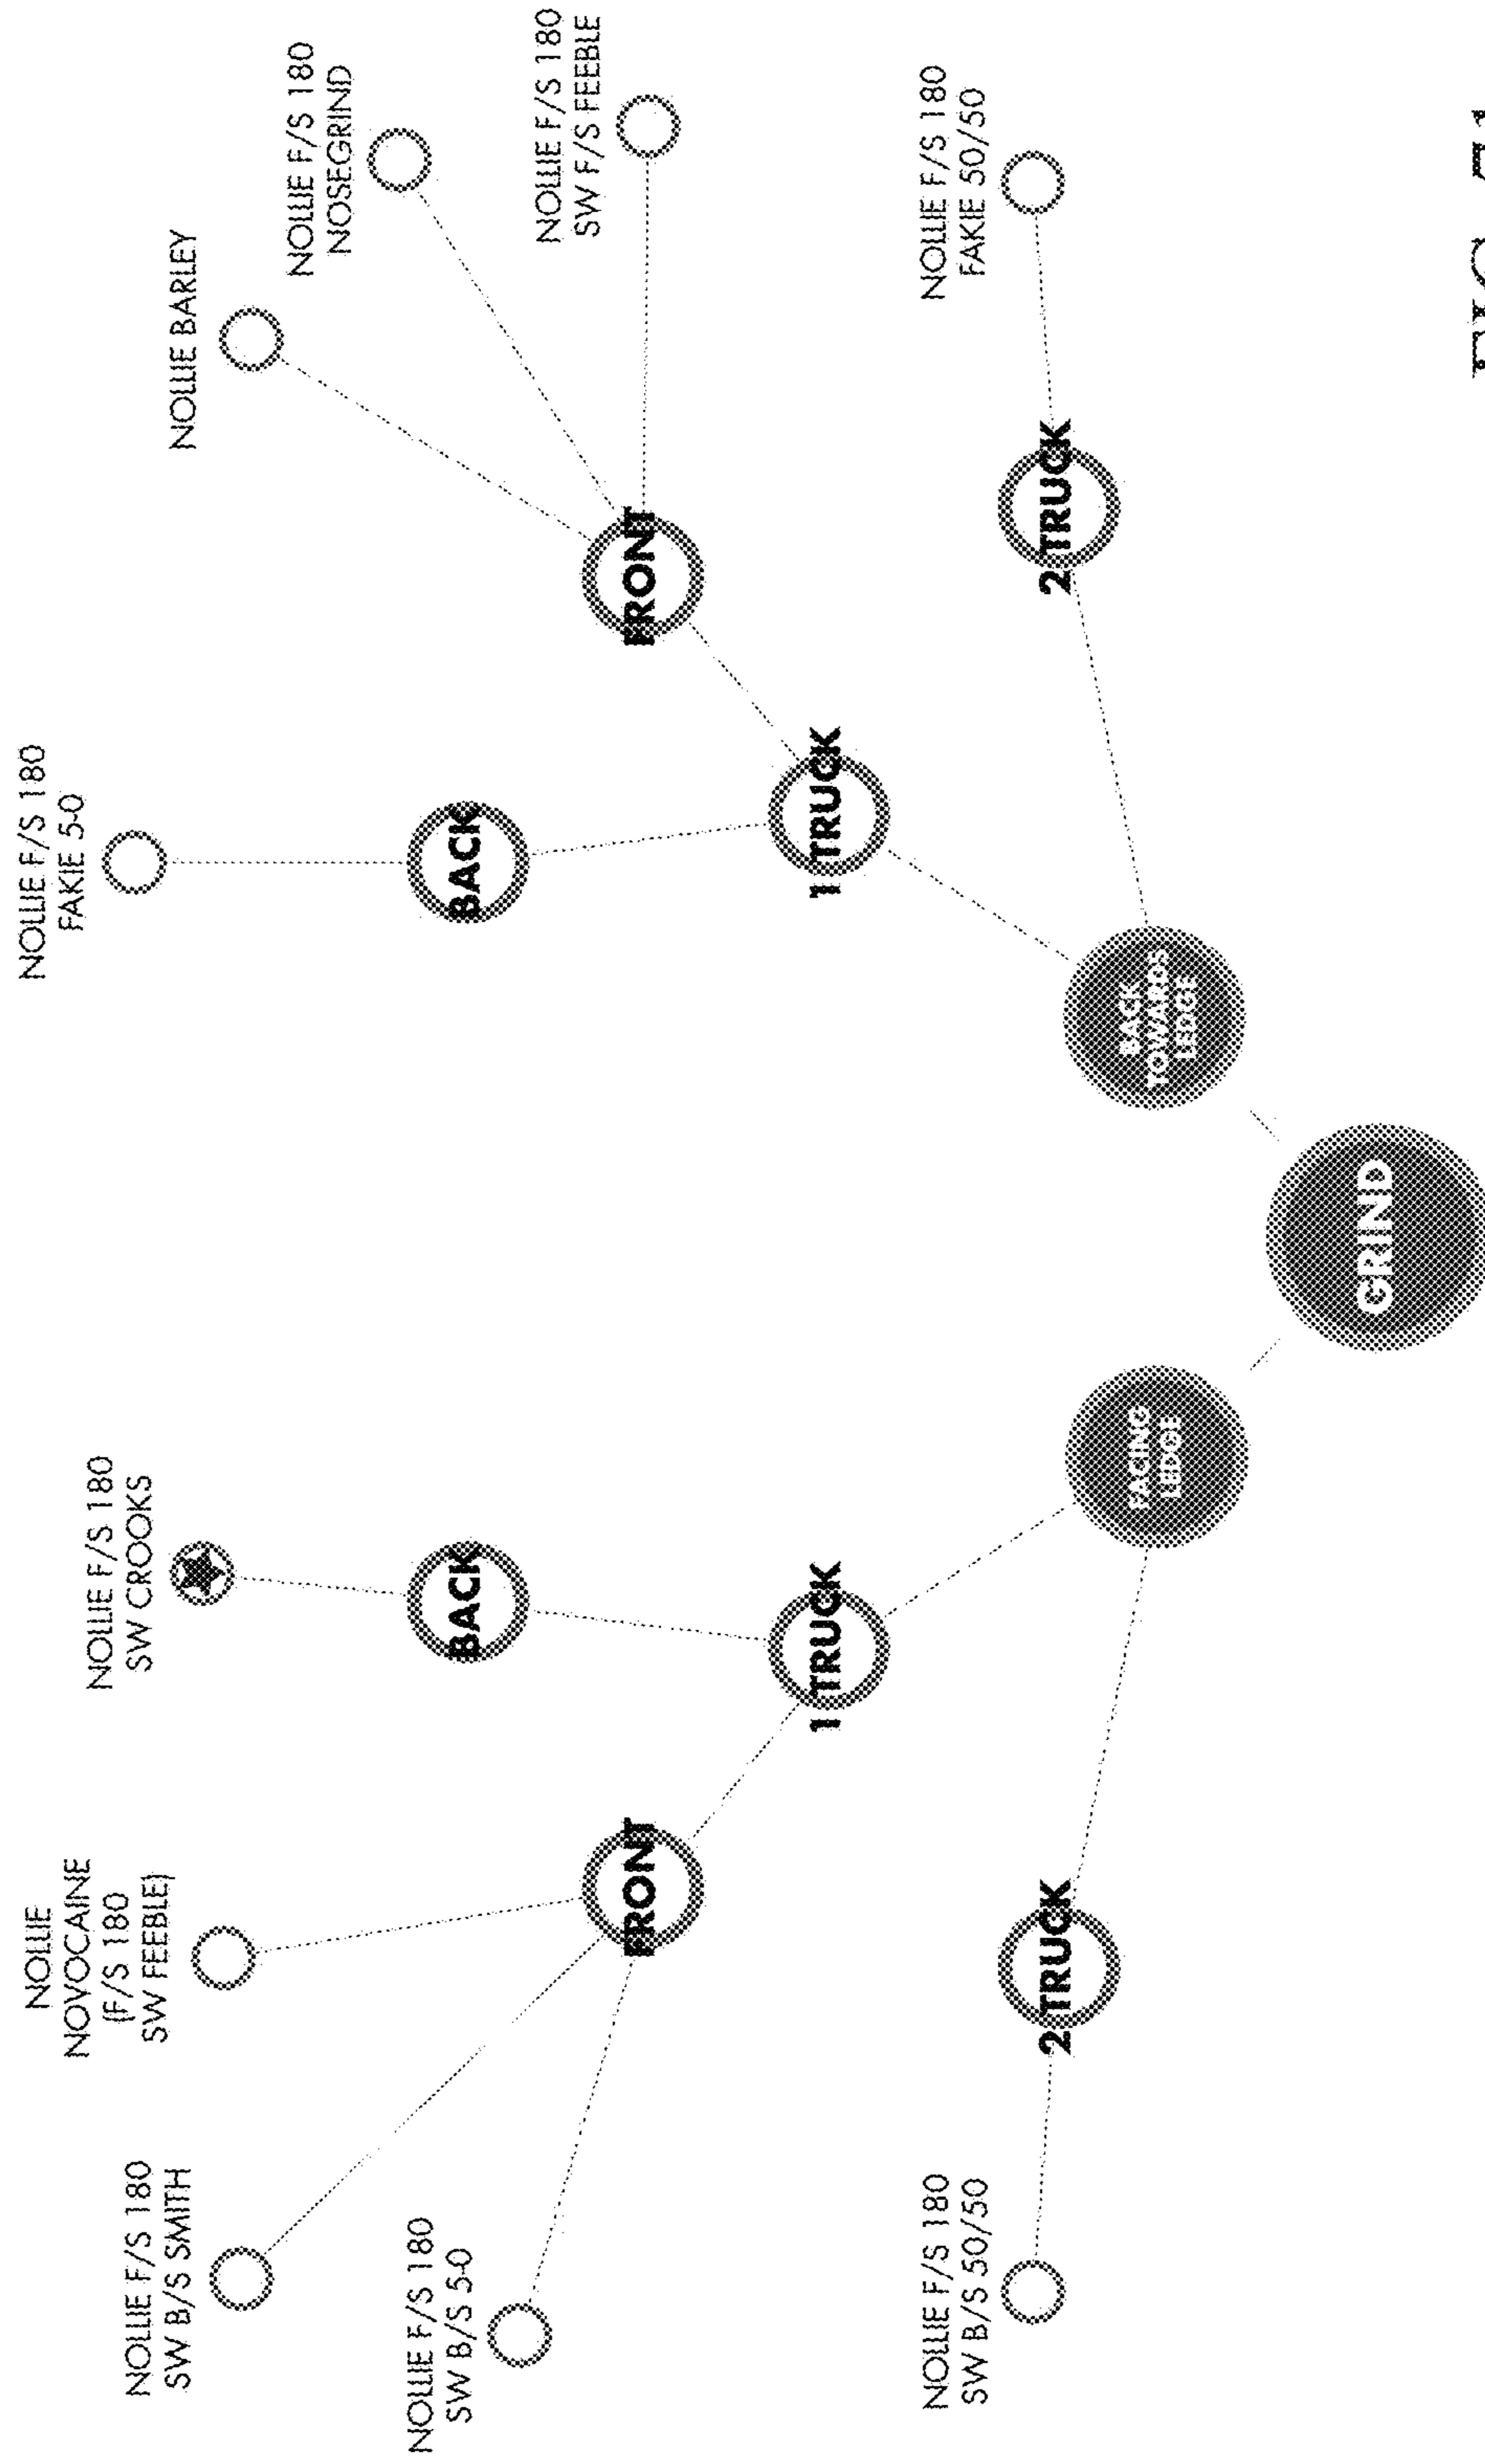 NOLLIE
NOVOCAINE
(F/S 180
SW FEEBLE)
NOLLIE F/S 180
SW CROOKS
NOLLIE F/S 180
FAKIE 5-0
NOLLIE BARLEY
NOLLIE F/S 180
NOSEGRIND
NOLLIE F/S 180
SW F/S FEEBLE
NOLLIE F/S 180
SW B/S SMITH
NOLLIE F/S 180
SW B/S 5-0
BACK
BACK
FRONT
FRONT
1 TRUCK
1 TRUCK
NOLLIE F/S 180
SW B/S 50/50
2 TRUCK
2 TRUCK
NOLLIE F/S 180
FAKIE 50/50
FACING
LEDGE
BACK
TOWARDS
LEDGE
GRIND